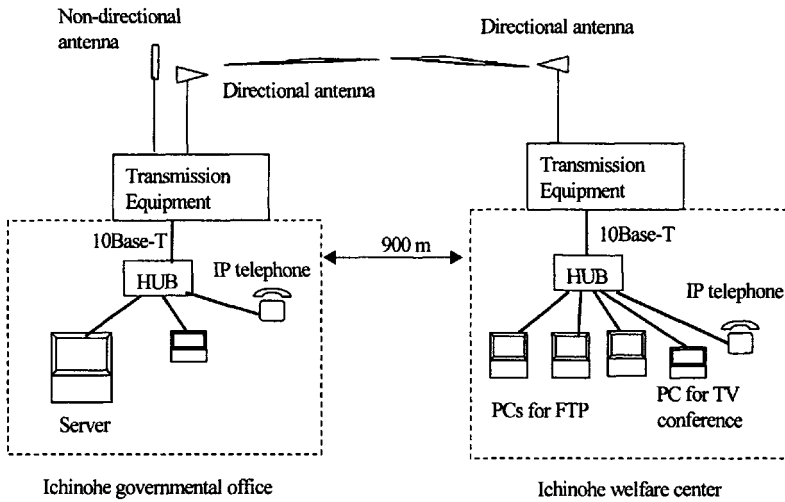 Non-directional
antenna
Directional antenna
Directional antenna
Transmission
Equipment
Transmission
Equipment
10Base-T
900 m
10Base-T
HUB
IP telephone
HUB
IP telephone
Server
PCs for FTP
PC for TV
conference
Ichinohe governmental office
Ichinohe welfare center